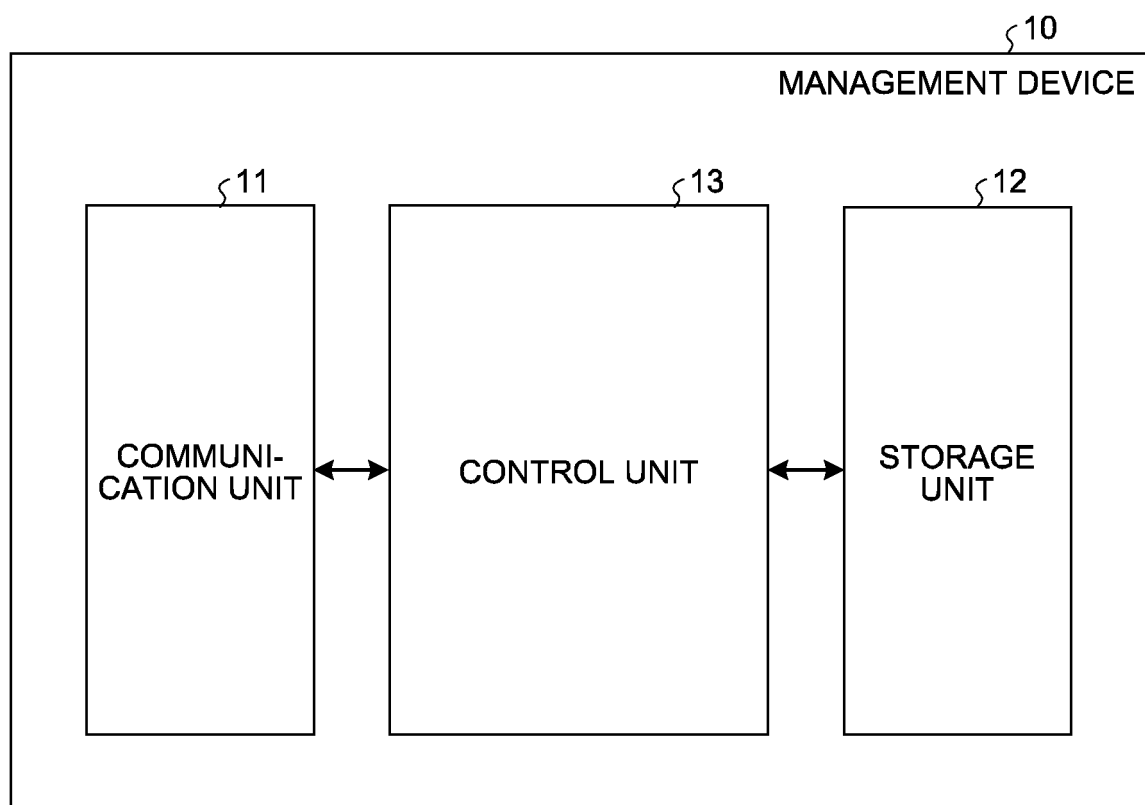 10
MANAGEMENT DEVICE
11
13
12
COMMUNI-
CATION UNIT
CONTROL UNIT
STORAGE
UNIT